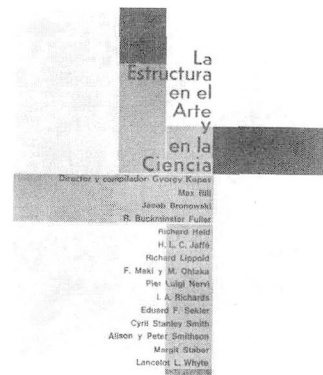 La
Estructura
en el
Arte
y
en la
Ciencia
Director y compilador: Gyorgy Kepes
Max Bill
Jacob Bronowski
R. Buckminster Fuller
Richard Held
H. L. C. Jaffé
Richard Lippold
F. Maki y M. Ohtaka
Pier Luigi Nervi
I. A. Richards
Eduard F. Sekler
Cyril Stanley Smith
Alison y Peter Smithson
Margit Staber
Lancelot L. Whyte